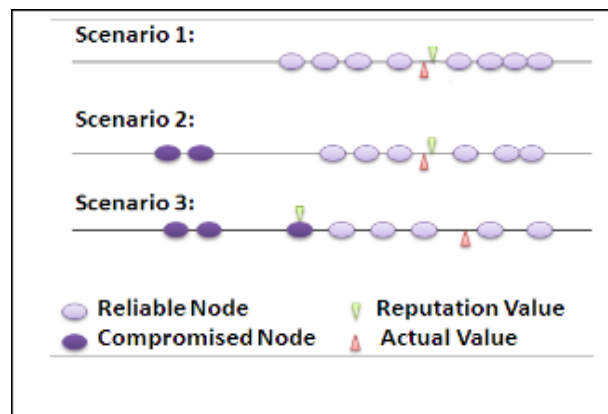 Scenario 1:
Scenario 2:
Scenario 3:
Reliable Node
Reputation Value
Compromised Node
Actual Value